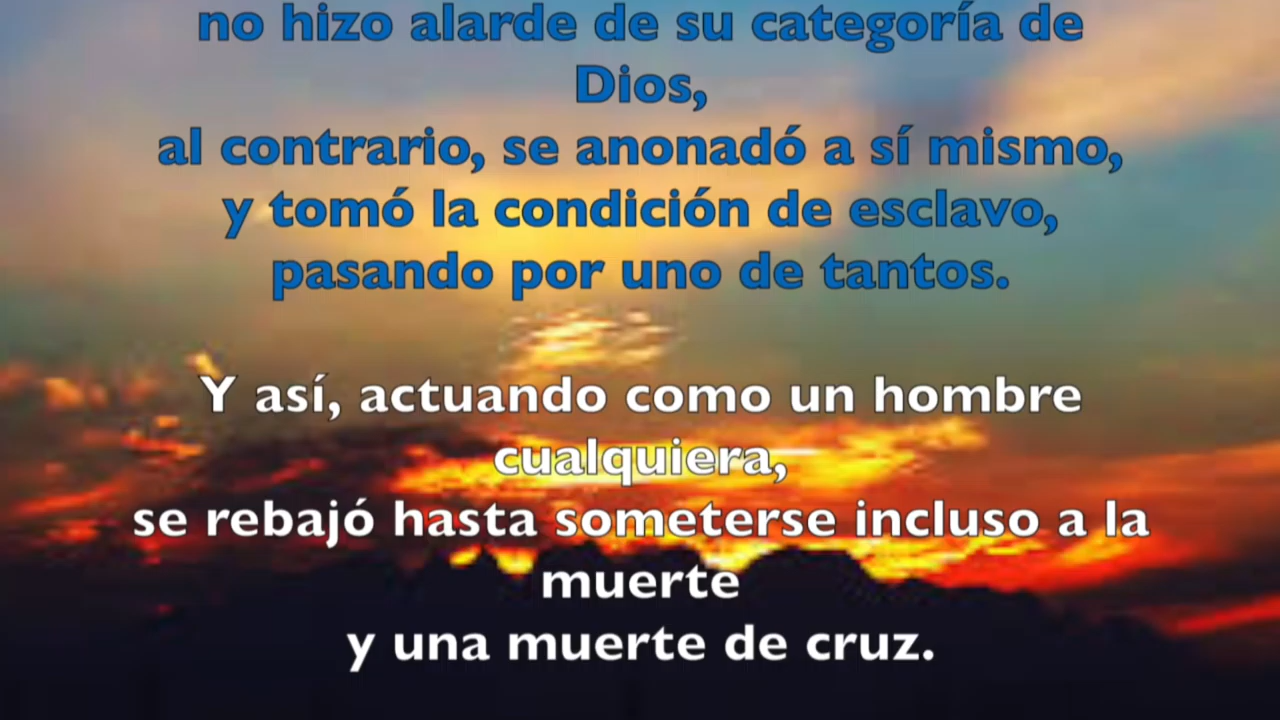 no hizo alarde de su categoría de
Dios,
al contrario, se anonadó a sí mismo,
y tomó la condición de esclavo,
pasando por uno de tantos.
Y así, actuando como un hombre
cualquiera,
se rebajó hasta someterse incluso a la
muerte
y una muerte de cruz.